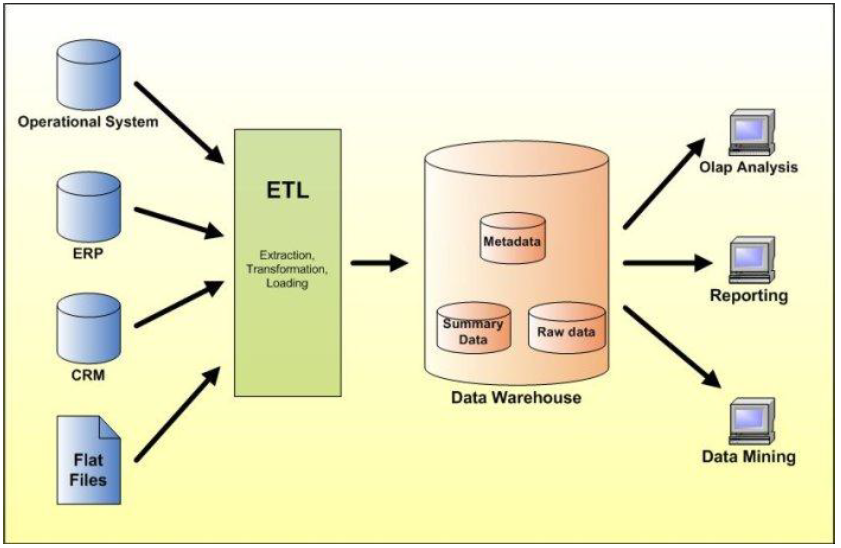 Operational System
ERP
CRM
Flat
Files
ETL
Extraction,
Transformation,
Loading
Metadata
Summary
Data
Raw data
Data Warehouse
Olap Analysis
Reporting
Data Mining